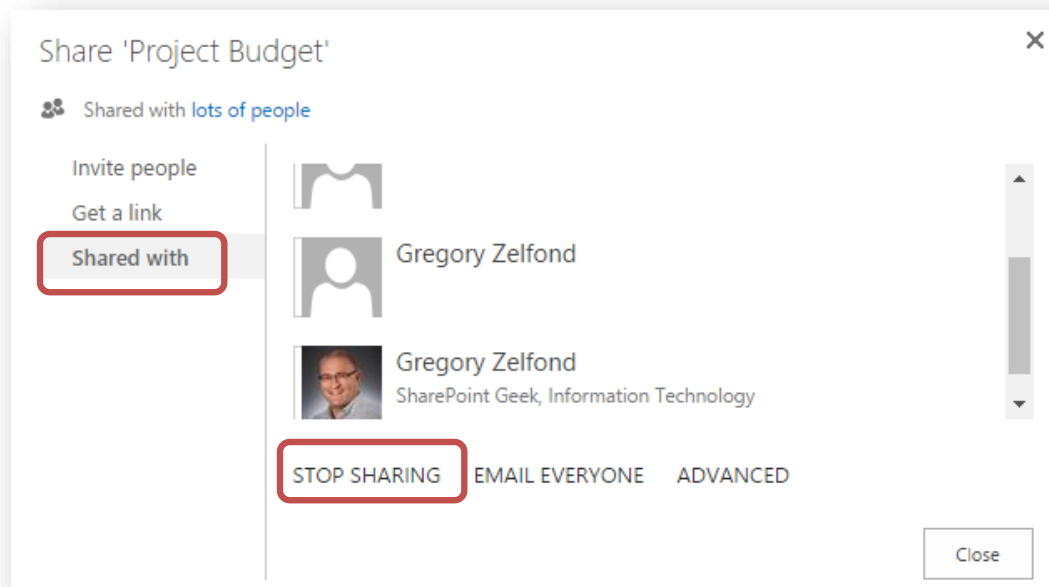 Share 'Project Budget'
Shared with lots of people
Invite people
Get a link
Shared with
Gregory Zelfond
Gregory Zelfond
SharePoint Geek, Information Technology
STOP SHARING EMAIL EVERYONE ADVANCED
Close